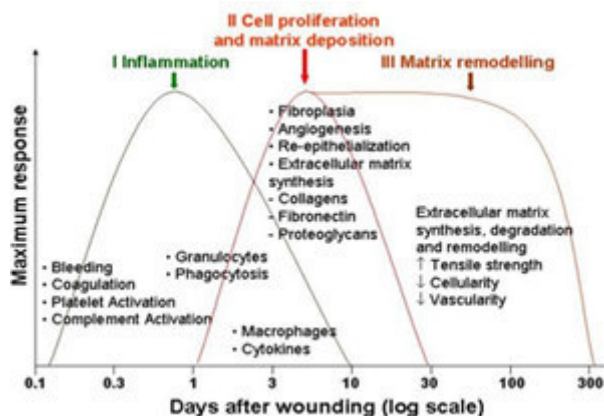 II Cell proliferation
and matrix deposition
I Inflammation
III Matrix remodelling
Maximum response
- Fibroplasia
- Angiogenesis
- Re-epithelialization
- Extracellular matrix
synthesis
- Collagens
- Fibronectin
- Proteoglycans
• Bleeding
• Coagulation
• Platelet Activation
• Complement Activation
• Granulocytes
• Phagocytosis
• Macrophages
• Cytokines
Extracellular matrix
synthesis, degradation
and remodelling
↑ Tensile strength
↓ Cellularity
↓ Vascularity
0.1 0.3 1 3 10 30 100 300
Days after wounding (log scale)